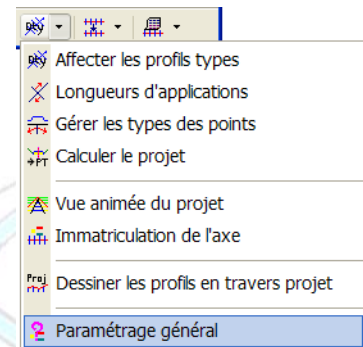 Affecter les profils types
Longueurs d'applications
Gérer les types des points
Calculer le projet
Vue animée du projet
Immatriculation de l'axe
Proj
Dessiner les profils en travers projet
Paramétrage général